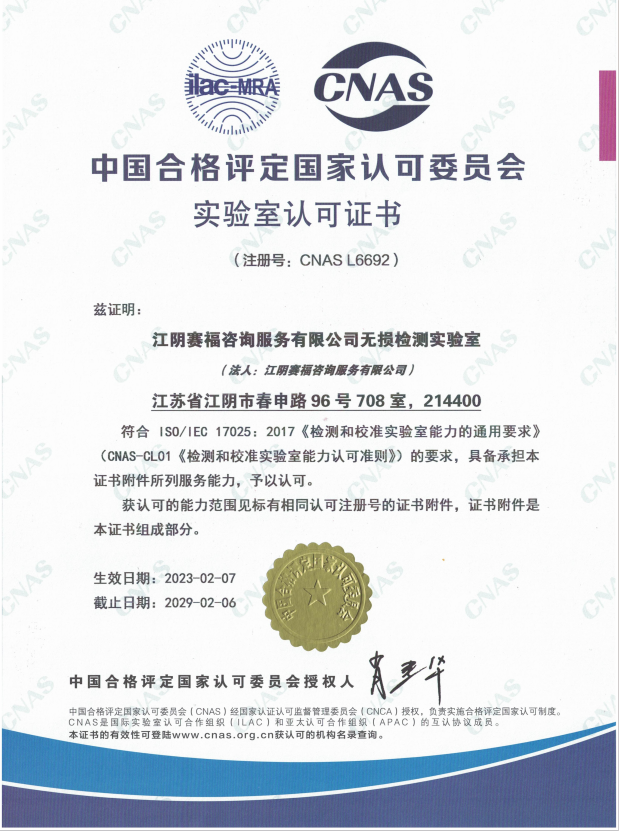 ilac-MRA
CNAS
中国合格评定国家认可委员会
实验室认可证书
（注册号：CNAS L6692）
兹证明：
江阴赛福咨询服务有限公司无损检测实验室
（法人：江阴赛福咨询服务有限公司）
江苏省江阴市春申路 96 号 708 室，214400
符合 ISO/IEC 17025：2017《检测和校准实验室能力的通用要求》
（CNAS-CL01《检测和校准实验室能力认可准则》）的要求，具备承担本
证书附件所列服务能力，予以认可。
获认可的能力范围见标有相同认可注册号的证书附件，证书附件是
本证书组成部分。
生效日期：2023-02-07
截止日期：2029-02-06
中国合格评定国家认可委员会
中国合格评定国家认可委员会授权人
中国合格评定国家认可委员会（CNAS）经国家认证认可监督管理委员会（CNCA）授权，负责实施合格评定国家认可制度。
CNAS是国际实验室认可合作组织（ILAC）和亚太认可合作组织（APAC）的互认协议成员。
本证书的有效性可登陆www.cnas.org.cn获认可的机构名录查询。